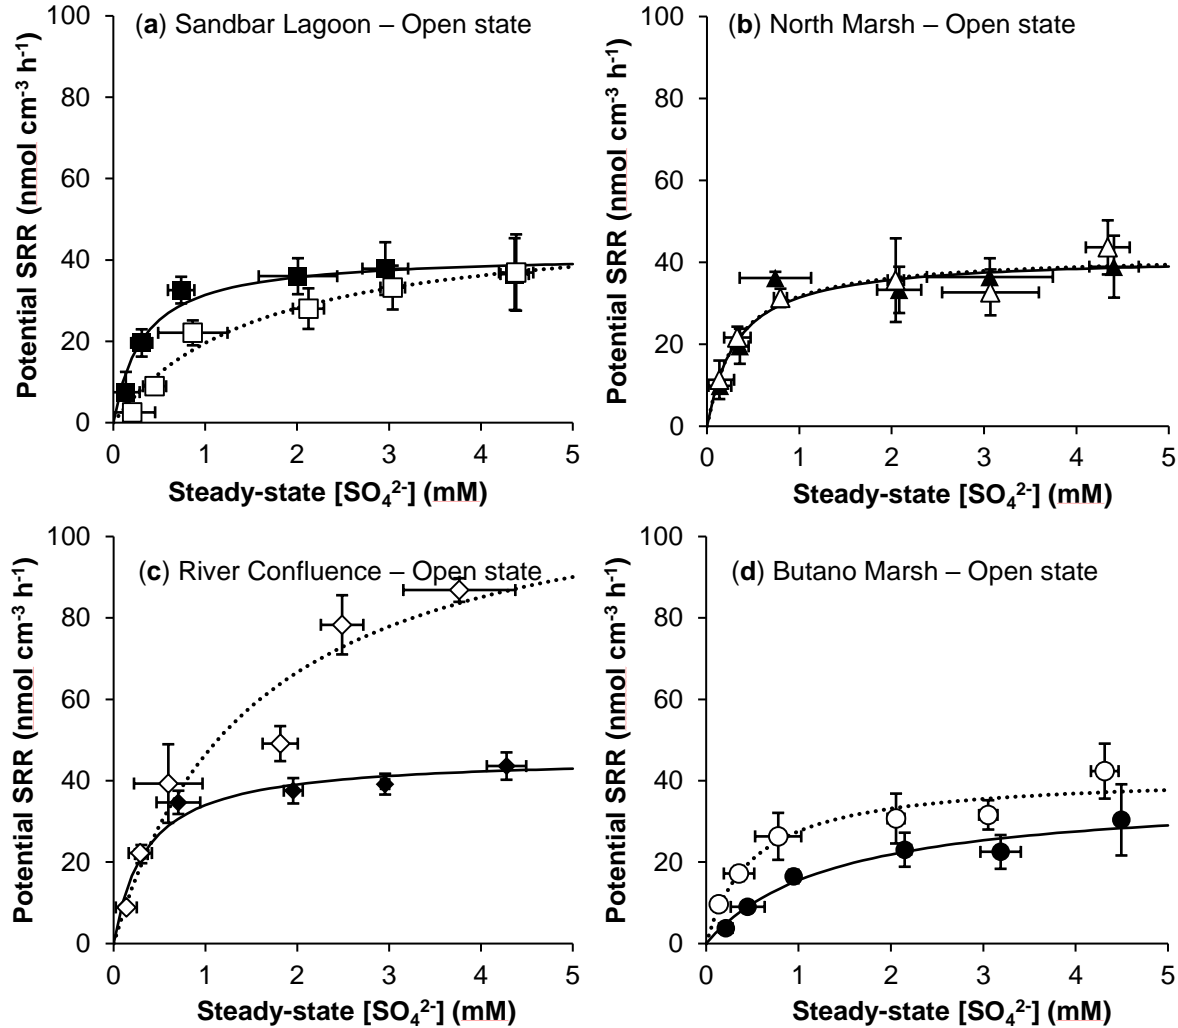 (a) Sandbar Lagoon – Open state
100
80
60
40
20
0
Potential SRR (nmol cm-3 h-1)
0 1 2 3 4 5
Steady-state [SO42-] (mM)
(b) North Marsh – Open state
100
80
60
40
20
0
Potential SRR (nmol cm-3 h-1)
0 1 2 3 4 5
Steady-state [SO42-] (mM)
(c) River Confluence – Open state
100
80
60
40
20
0
Potential SRR (nmol cm-3 h-1)
0 1 2 3 4 5
Steady-state [SO42-] (mM)
(d) Butano Marsh – Open state
100
80
60
40
20
0
Potential SRR (nmol cm-3 h-1)
0 1 2 3 4 5
Steady-state [SO42-] (mM)